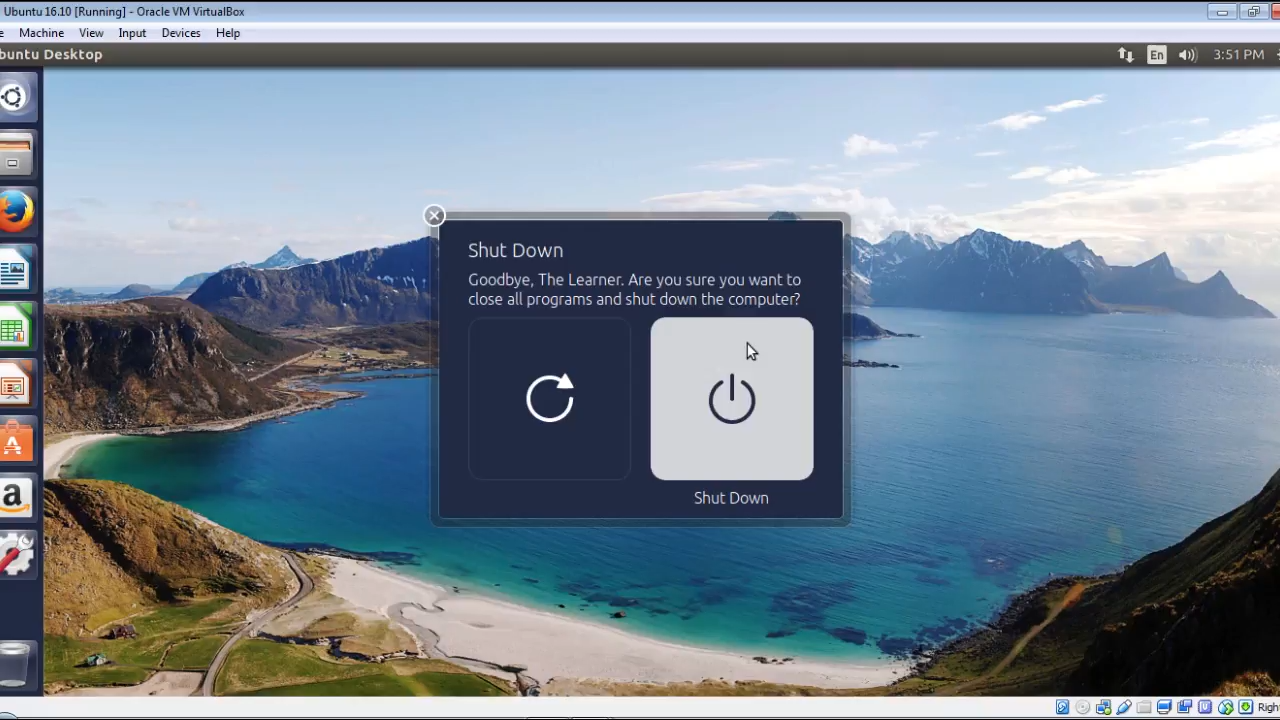 Ubuntu 16.10 [Running] - Oracle VM VirtualBox
e Machine View Input Devices Help
buntu Desktop
En 3:51 PM
Shut Down
Goodbye, The Learner. Are you sure you want to
close all programs and shut down the computer?
Shut Down
a
Righ